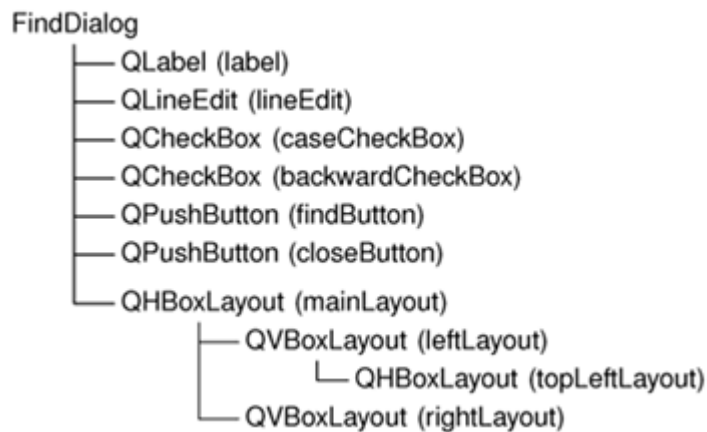 FindDialog
QLabel (label)
QLineEdit (lineEdit)
QCheckBox (caseCheckBox)
QCheckBox (backwardCheckBox)
QPushButton (findButton)
QPushButton (closeButton)
QHBoxLayout (mainLayout)
QVBoxLayout (leftLayout)
QHBoxLayout (topLeftLayout)
QVBoxLayout (rightLayout)